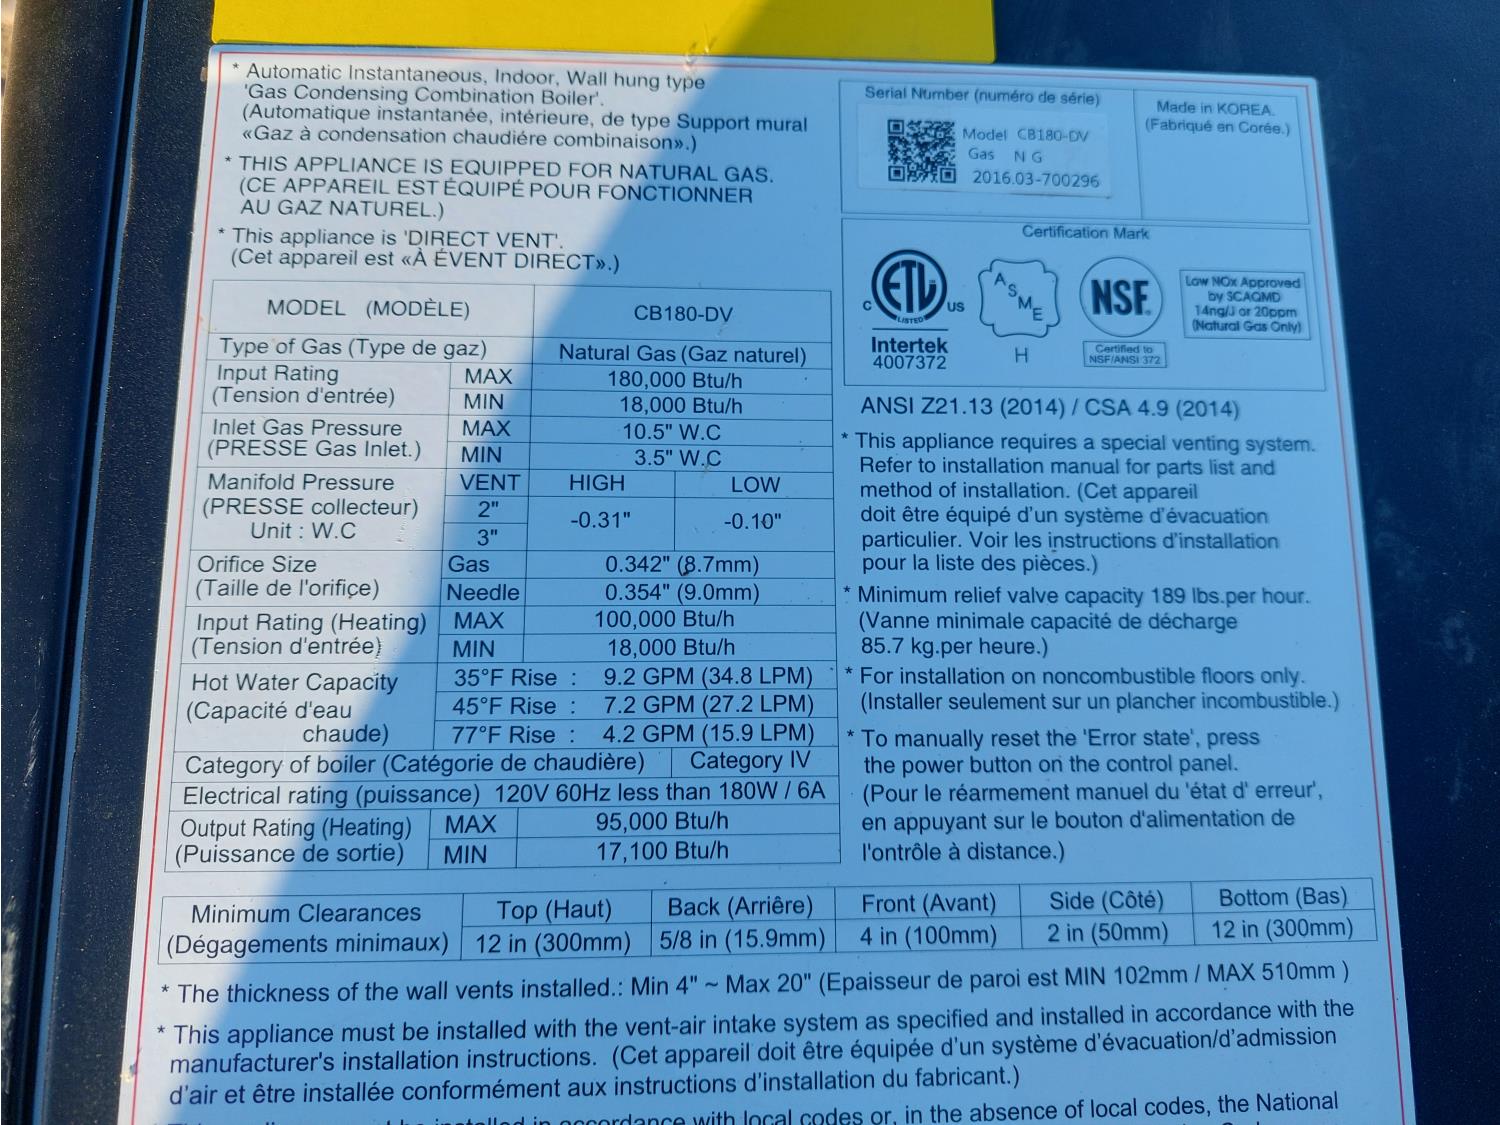 * Automatic Instantaneous, Indoor, Wall hung type
'Gas Condensing Combination Boiler'.
(Automatique instantanée, intérieure, de type Support mural
«Gaz à condensation chaudiére combinaison».)
* THIS APPLIANCE IS EQUIPPED FOR NATURAL GAS.
(CE APPAREIL EST ÉQUIPÉ POUR FONCTIONNER
AU GAZ NATUREL.)
* This appliance is 'DIRECT VENT'.
(Cet appareil est «À ÉVENT DIRECT».)
MODEL (MODÈLE) CB180-DV
Type of Gas (Type de gaz) Natural Gas (Gaz naturel)
Input Rating
(Tension d'entrée)
MAX 180,000 Btu/h
MIN 18,000 Btu/h
Inlet Gas Pressure
(PRESSE Gas Inlet.)
MAX 10.5" W.C
MIN 3.5" W.C
Manifold Pressure
(PRESSE collecteur)
Unit : W.C
VENT HIGH LOW
2"
3"
-0.31" -0.10"
Orifice Size
(Taille de l'orifice)
Gas 0.342" (8.7mm)
Needle 0.354" (9.0mm)
Input Rating (Heating)
(Tension d'entrée)
MAX 100,000 Btu/h
MIN 18,000 Btu/h
Hot Water Capacity
(Capacité d'eau
chaude)
35°F Rise : 9.2 GPM (34.8 LPM)
45°F Rise : 7.2 GPM (27.2 LPM)
77°F Rise : 4.2 GPM (15.9 LPM)
Category of boiler (Catégorie de chaudière) Category IV
Electrical rating (puissance) 120V 60Hz less than 180W / 6A
Output Rating (Heating)
(Puissance de sortie)
MAX 95,000 Btu/h
MIN 17,100 Btu/h
Serial Number (numéro de série)
Model CB180-DV
Gas N G
2016.03-700296
Made in KOREA.
(Fabriqué en Corée.)
Certification Mark
C ETL US
LISTED
Intertek
4007372
ASME
H
NSF.
Certified to
NSF/ANSI 372
Low NOx Approved
by SCAQMD
14ng/J or 20ppm
(Natural Gas Only)
ANSI Z21.13 (2014) / CSA 4.9 (2014)
* This appliance requires a special venting system.
Refer to installation manual for parts list and
method of installation. (Cet appareil
doit être équipé d'un système d'évacuation
particulier. Voir les instructions d'installation
pour la liste des pièces.)
* Minimum relief valve capacity 189 lbs.per hour.
(Vanne minimale capacité de décharge
85.7 kg.per heure.)
* For installation on noncombustible floors only.
(Installer seulement sur un plancher incombustible.)
* To manually reset the 'Error state', press
the power button on the control panel.
(Pour le réarmement manuel du 'état d' erreur',
en appuyant sur le bouton d'alimentation de
l'ontrôle à distance.)
Minimum Clearances
(Dégagements minimaux)
Top (Haut) Back (Arrière) Front (Avant) Side (Côté) Bottom (Bas)
12 in (300mm) 5/8 in (15.9mm) 4 in (100mm) 2 in (50mm) 12 in (300mm)
* The thickness of the wall vents installed.: Min 4" ~ Max 20" (Epaisseur de paroi est MIN 102mm / MAX 510mm )
* This appliance must be installed with the vent-air intake system as specified and installed in accordance with the
manufacturer's installation instructions. (Cet appareil doit être équipée d'un système d'évacuation/d'admission
d'air et être installée conformément aux instructions d'installation du fabricant.)
installed in accordance with local codes or, in the absence of local codes, the National